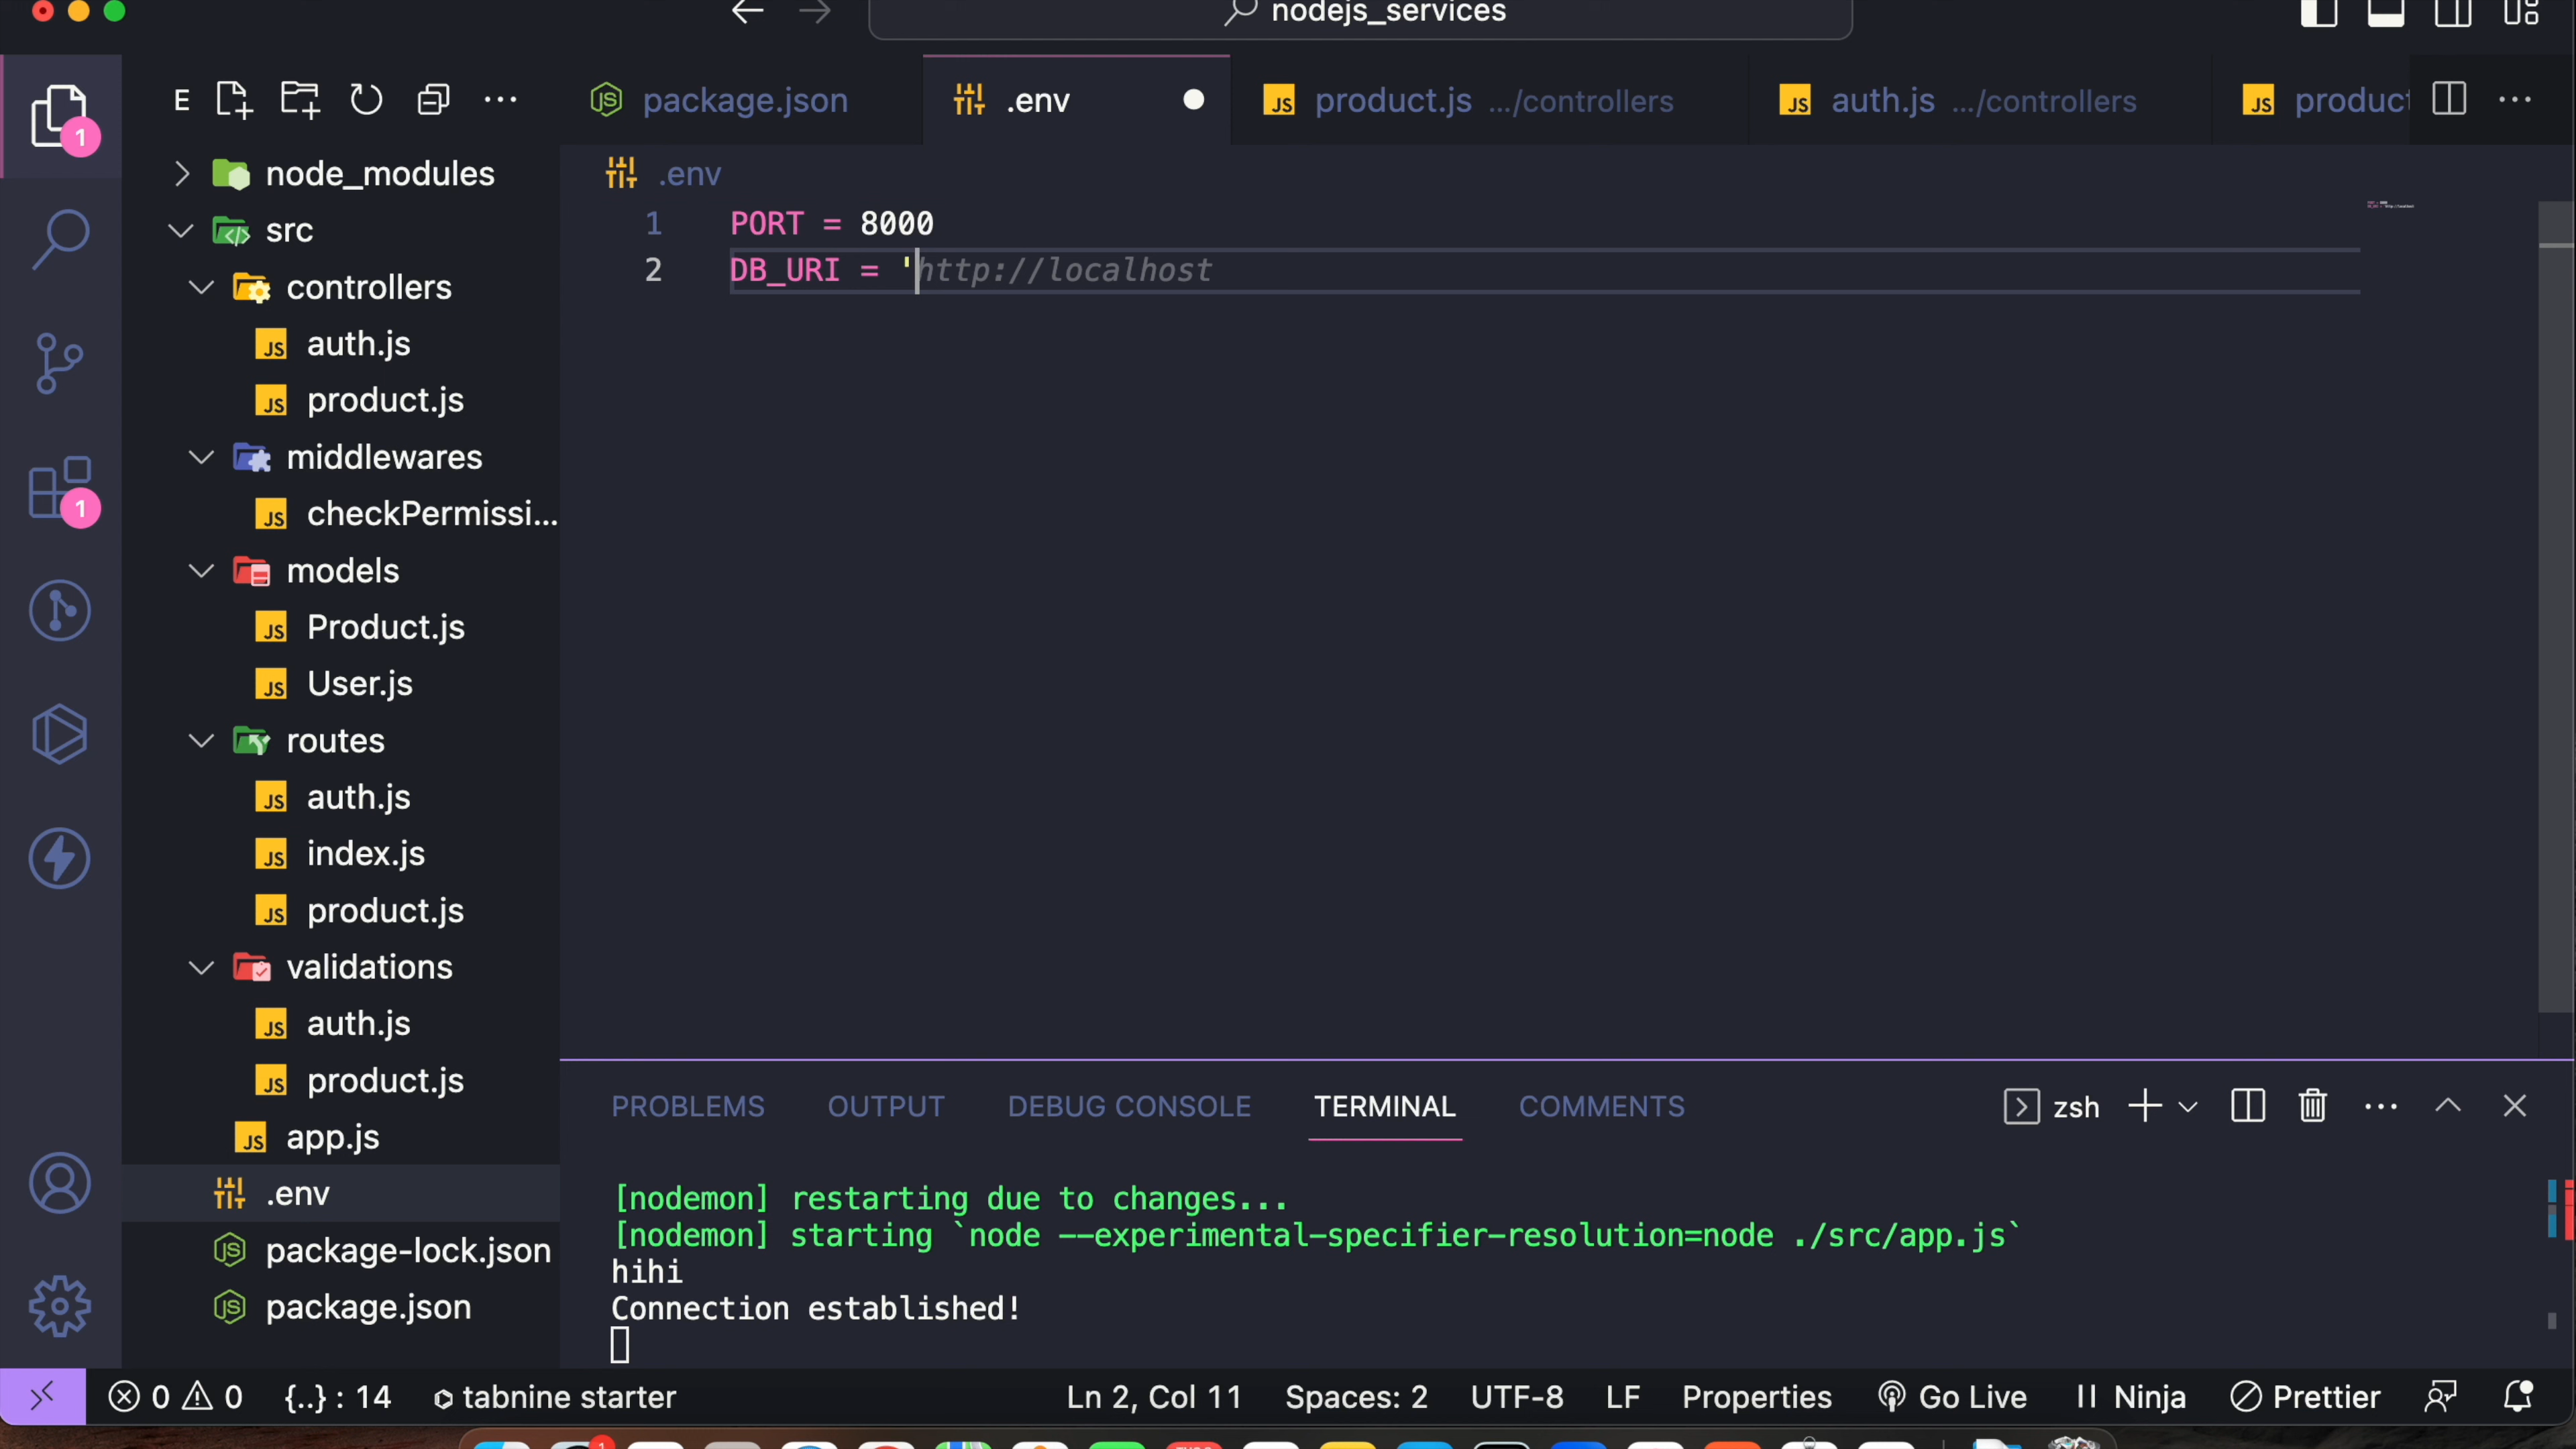 nodejs_services
E
package.json
.env
product.js .../controllers
auth.js .../controllers
product
1
node_modules
src
controllers
auth.js
product.js
middlewares
checkPermissi...
1
models
Product.js
User.js
routes
auth.js
index.js
product.js
validations
auth.js
product.js
app.js
.env
package-lock.json
package.json
.env
1 PORT = 8000
2 DB_URI = 'http://localhost
PROBLEMS OUTPUT DEBUG CONSOLE TERMINAL COMMENTS
zsh
[nodemon] restarting due to changes...
[nodemon] starting `node --experimental-specifier-resolution=node ./src/app.js`
hihi
Connection established!
0 0 {..} : 14 tabnine starter Ln 2, Col 11 Spaces: 2 UTF-8 LF Properties Go Live Ninja Prettier
1